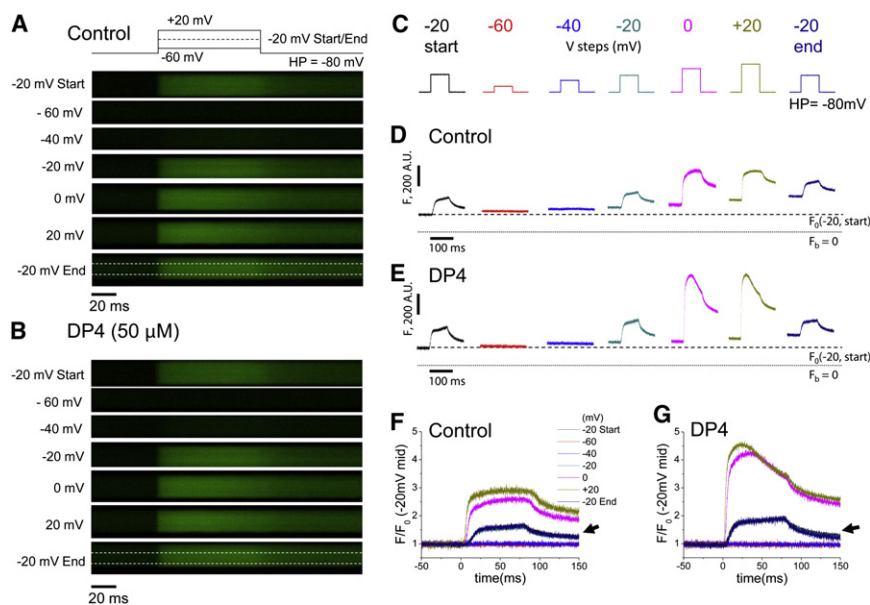 A
Control
+20 mV
-20 mV Start/End
-60 mV
HP = -80 mV
-20 mV Start
- 60 mV
-40 mV
-20 mV
0 mV
20 mV
-20 mV End
20 ms
B
DP4 (50 µM)
-20 mV Start
- 60 mV
-40 mV
-20 mV
0 mV
20 mV
-20 mV End
20 ms
C
-20 -60 -40 -20 0 +20 -20
start V steps (mV) end
HP= -80mV
D
Control
F, 200 A.U.
F₀(-20, start)
100 ms
F_b = 0
E
DP4
F, 200 A.U.
F₀(-20, start)
100 ms
F_b = 0
F
Control
(mV)
-20 Start
-60
-40
-20
0
+20
-20 End
F/F₀ (-20mV mid)
5
4
3
2
1
-50 0 50 100 150
time(ms)
G
DP4
F/F₀ (-20mV mid)
5
4
3
2
1
-50 0 50 100 150
time(ms)